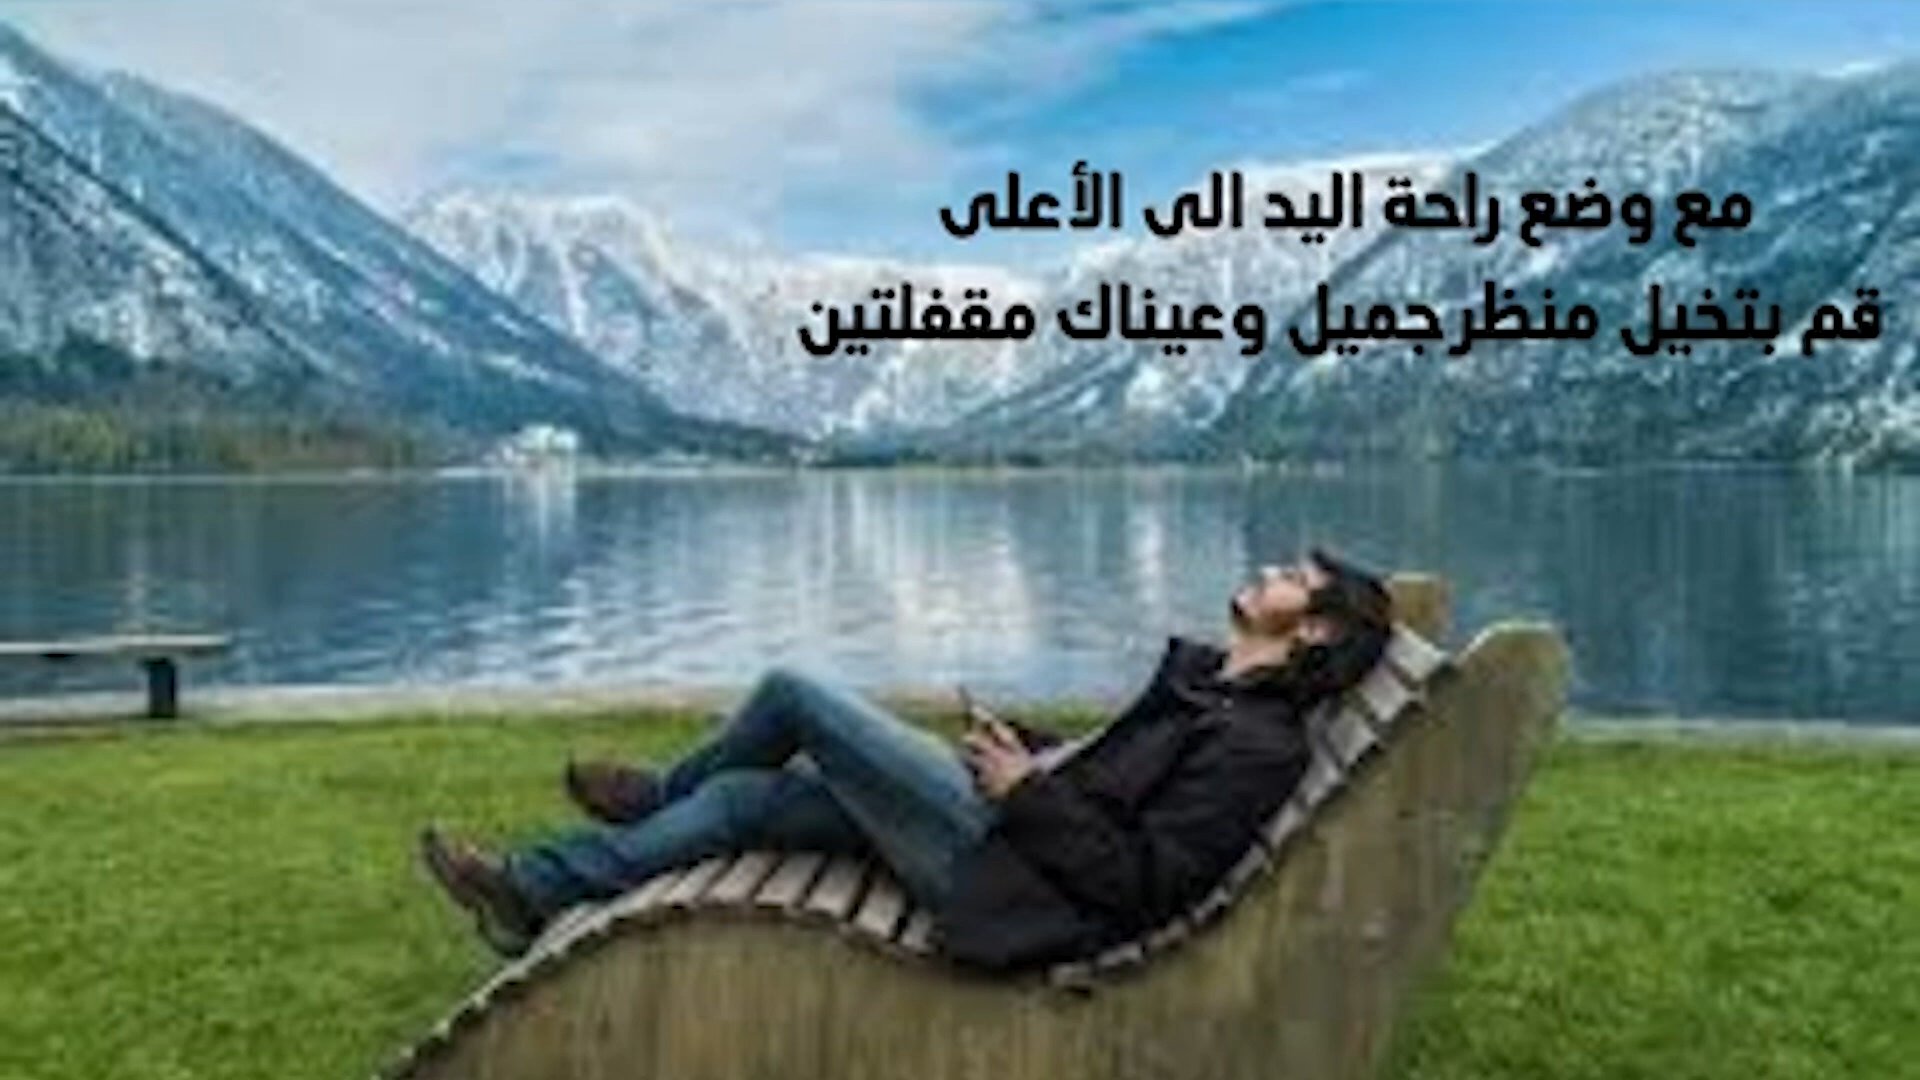 مع وضع راحة اليد الى الأعلى
قم بتخيل منظرجميل وعيناك مقفلتين